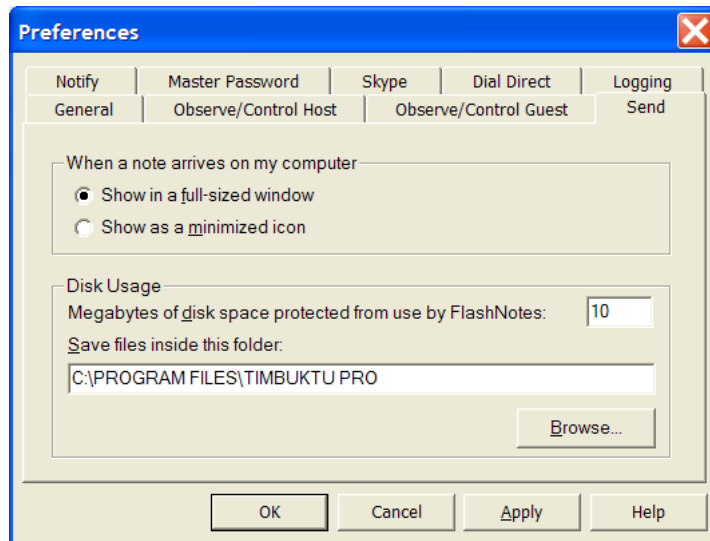 Preferences
Notify Master Password Skype Dial Direct Logging
General Observe/Control Host Observe/Control Guest Send
When a note arrives on my computer
Show in a full-sized window
Show as a minimized icon
Disk Usage
Megabytes of disk space protected from use by FlashNotes: 10
Save files inside this folder:
C:\PROGRAM FILES\TIMBUKTU PRO
Browse...
OK Cancel Apply Help